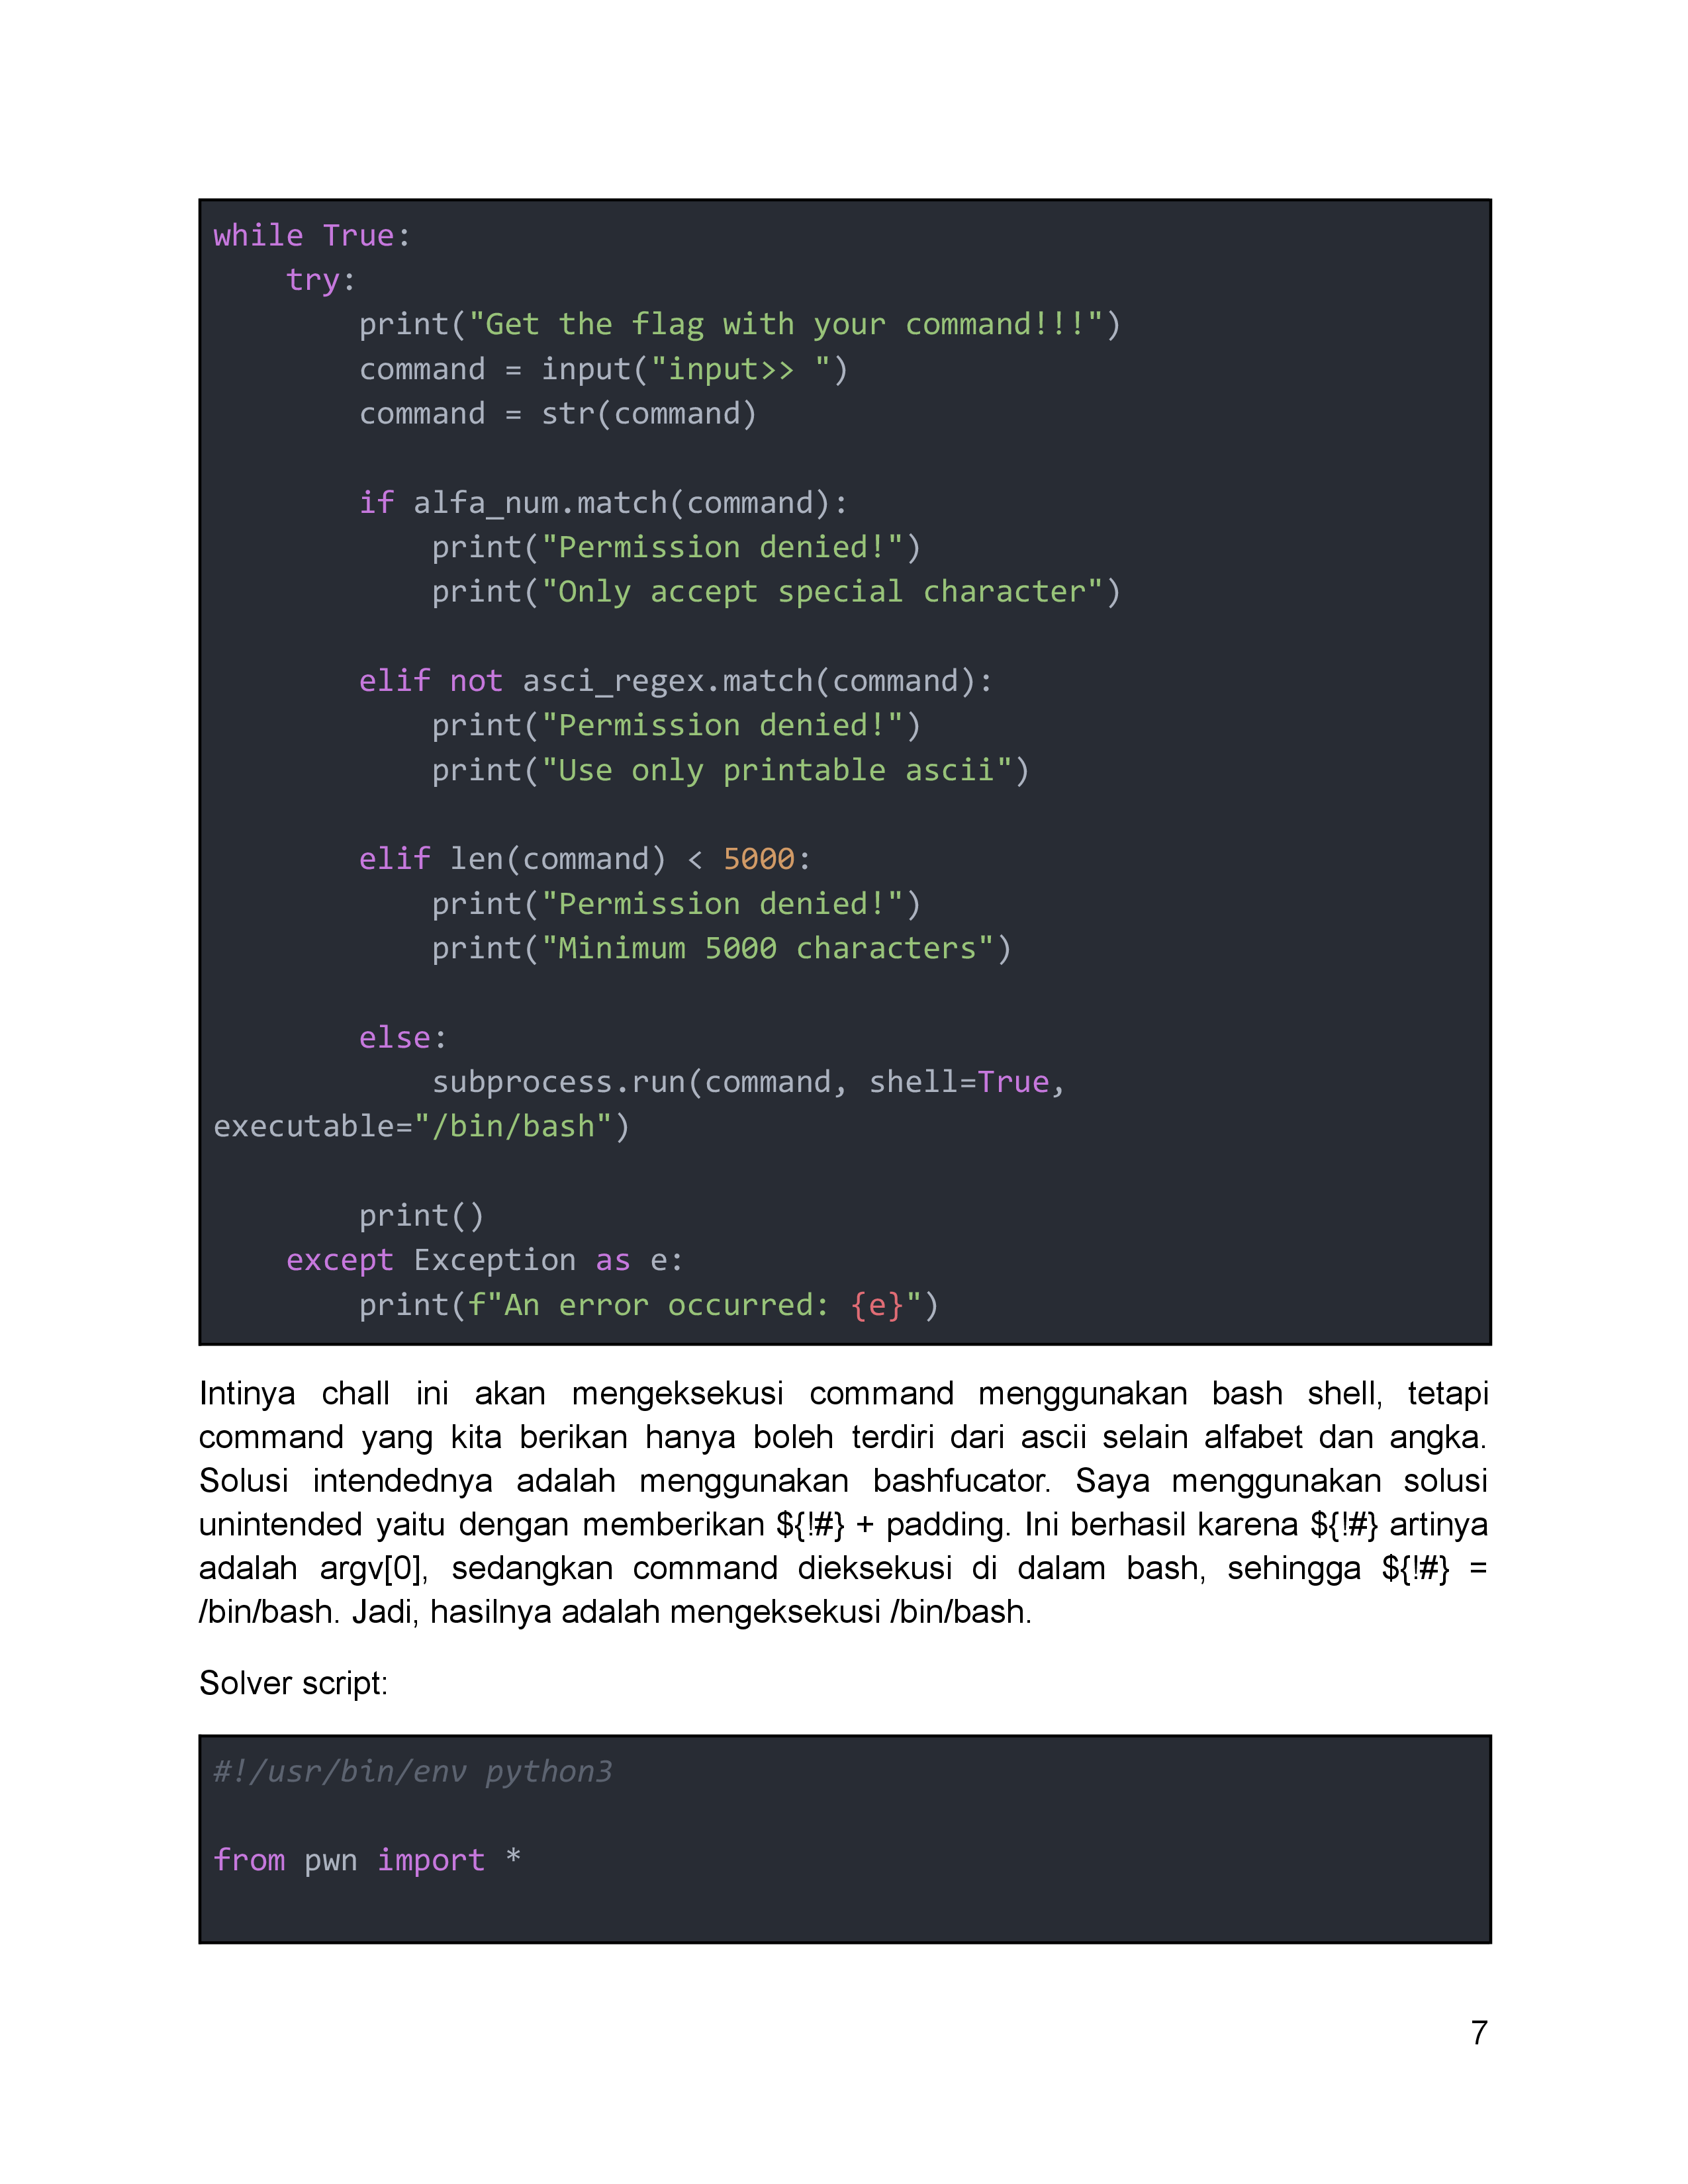 while True:
    try:
        print("Get the flag with your command!!!")
        command = input("input>> ")
        command = str(command)

        if alfa_num.match(command):
            print("Permission denied!")
            print("Only accept special character")

        elif not asci_regex.match(command):
            print("Permission denied!")
            print("Use only printable ascii")

        elif len(command) < 5000:
            print("Permission denied!")
            print("Minimum 5000 characters")

        else:
            subprocess.run(command, shell=True,
executable="/bin/bash")

        print()
    except Exception as e:
        print(f"An error occurred: {e}")
Intinya chall ini akan mengeksekusi command menggunakan bash shell, tetapi
command yang kita berikan hanya boleh terdiri dari ascii selain alfabet dan angka.
Solusi intendednya adalah menggunakan bashfucator. Saya menggunakan solusi
unintended yaitu dengan memberikan ${!#} + padding. Ini berhasil karena ${!#} artinya
adalah argv[0], sedangkan command dieksekusi di dalam bash, sehingga ${!#} =
/bin/bash. Jadi, hasilnya adalah mengeksekusi /bin/bash.
Solver script:
#!/usr/bin/env python3

from pwn import *
7